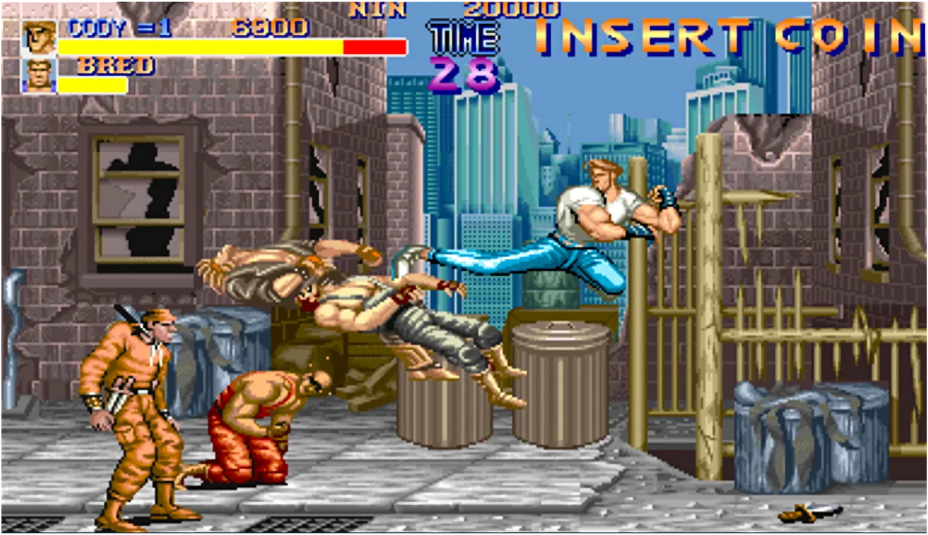 NIN 20000
CODY =1 6900 TIME INSERT COIN
BRED 28